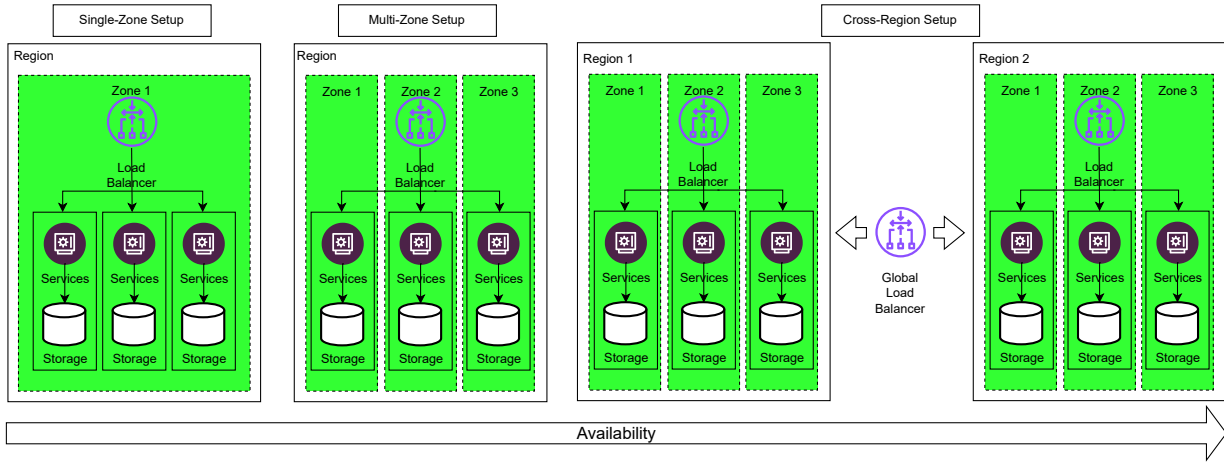 Single-Zone Setup
Multi-Zone Setup
Cross-Region Setup
Region
Zone 1
Load
Balancer
Services
Services
Services
Storage
Storage
Storage
Region
Zone 1
Zone 2
Zone 3
Load
Balancer
Services
Services
Services
Storage
Storage
Storage
Region 1
Zone 1
Zone 2
Zone 3
Load
Balancer
Services
Services
Services
Storage
Storage
Storage
Global
Load
Balancer
Region 2
Zone 1
Zone 2
Zone 3
Load
Balancer
Services
Services
Services
Storage
Storage
Storage
Availability